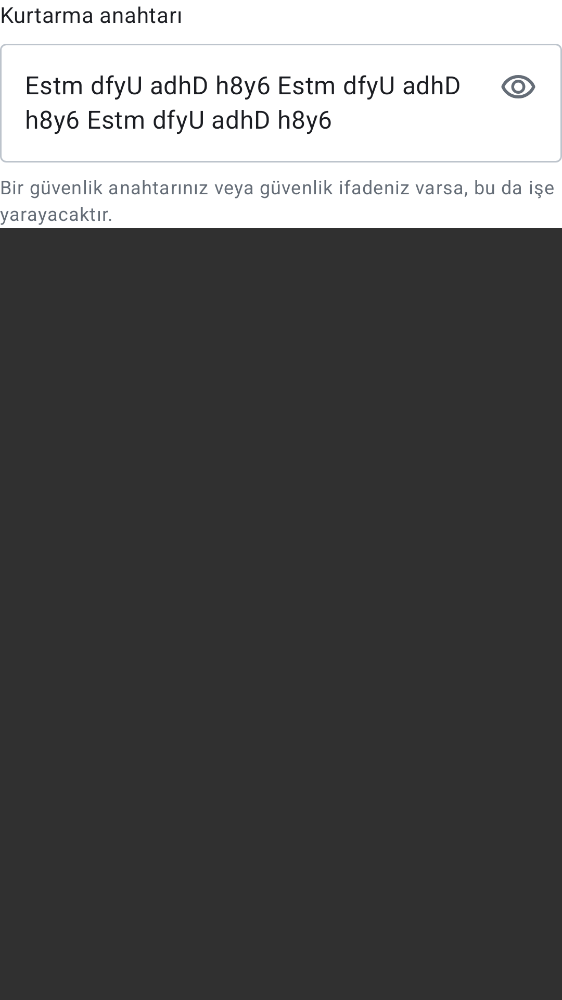 Kurtarma anahtarı
Estm dfyU adhD h8y6 Estm dfyU adhD
h8y6 Estm dfyU adhD h8y6
Bir güvenlik anahtarınız veya güvenlik ifadeniz varsa, bu da işe
yarayacaktır.